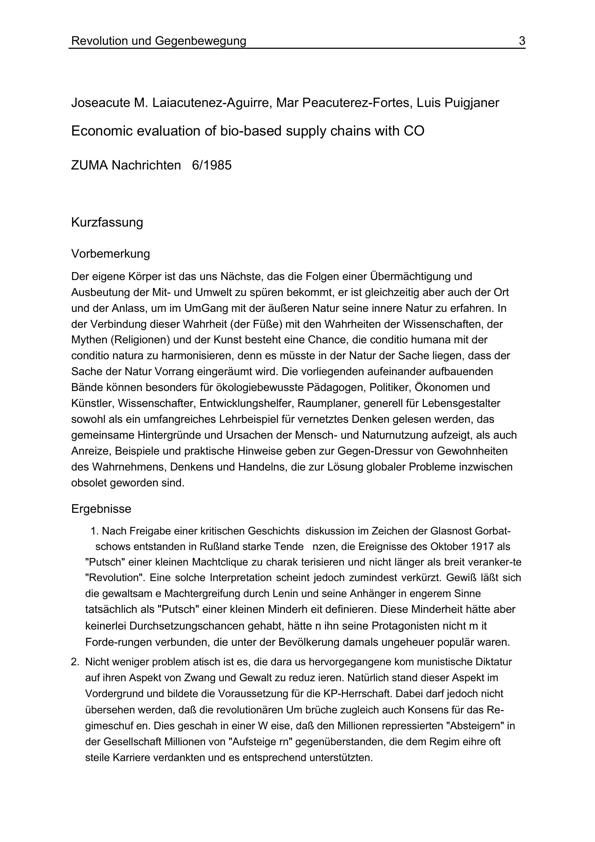 Revolution und Gegenbewegung 3
Joseacute M. Laiacutenez-Aguirre, Mar Peacuterez-Fortes, Luis Puigjaner
Economic evaluation of bio-based supply chains with CO
ZUMA Nachrichten 6/1985
Kurzfassung
Vorbemerkung
Der eigene Körper ist das uns Nächste, das die Folgen einer Übermächtigung und
Ausbeutung der Mit- und Umwelt zu spüren bekommt, er ist gleichzeitig aber auch der Ort
und der Anlass, um im UmGang mit der äußeren Natur seine innere Natur zu erfahren. In
der Verbindung dieser Wahrheit (der Füße) mit den Wahrheiten der Wissenschaften, der
Mythen (Religionen) und der Kunst besteht eine Chance, die conditio humana mit der
conditio natura zu harmonisieren, denn es müsste in der Natur der Sache liegen, dass der
Sache der Natur Vorrang eingeräumt wird. Die vorliegenden aufeinander aufbauenden
Bände können besonders für ökologiebewusste Pädagogen, Politiker, Ökonomen und
Künstler, Wissenschafter, Entwicklungshelfer, Raumplaner, generell für Lebensgestalter
sowohl als ein umfangreiches Lehrbeispiel für vernetztes Denken gelesen werden, das
gemeinsame Hintergründe und Ursachen der Mensch- und Naturnutzung aufzeigt, als auch
Anreize, Beispiele und praktische Hinweise geben zur Gegen-Dressur von Gewohnheiten
des Wahrnehmens, Denkens und Handelns, die zur Lösung globaler Probleme inzwischen
obsolet geworden sind.
Ergebnisse
1. Nach Freigabe einer kritischen Geschichts diskussion im Zeichen der Glasnost Gorbat-
schows entstanden in Rußland starke Tende nzen, die Ereignisse des Oktober 1917 als
"Putsch" einer kleinen Machtclique zu charak terisieren und nicht länger als breit veranker-te
"Revolution". Eine solche Interpretation scheint jedoch zumindest verkürzt. Gewiß läßt sich
die gewaltsam e Machtergreifung durch Lenin und seine Anhänger in engerem Sinne
tatsächlich als "Putsch" einer kleinen Minderh eit definieren. Diese Minderheit hätte aber
keinerlei Durchsetzungschancen gehabt, hätte n ihn seine Protagonisten nicht m it
Forde-rungen verbunden, die unter der Bevölkerung damals ungeheuer populär waren.
2. Nicht weniger problem atisch ist es, die dara us hervorgegangene kom munistische Diktatur
auf ihren Aspekt von Zwang und Gewalt zu reduz ieren. Natürlich stand dieser Aspekt im
Vordergrund und bildete die Voraussetzung für die KP-Herrschaft. Dabei darf jedoch nicht
übersehen werden, daß die revolutionären Um brüche zugleich auch Konsens für das Re-
gimeschuf en. Dies geschah in einer W eise, daß den Millionen repressierten "Absteigern" in
der Gesellschaft Millionen von "Aufsteige rn" gegenüberstanden, die dem Regim eihre oft
steile Karriere verdankten und es entsprechend unterstützten.